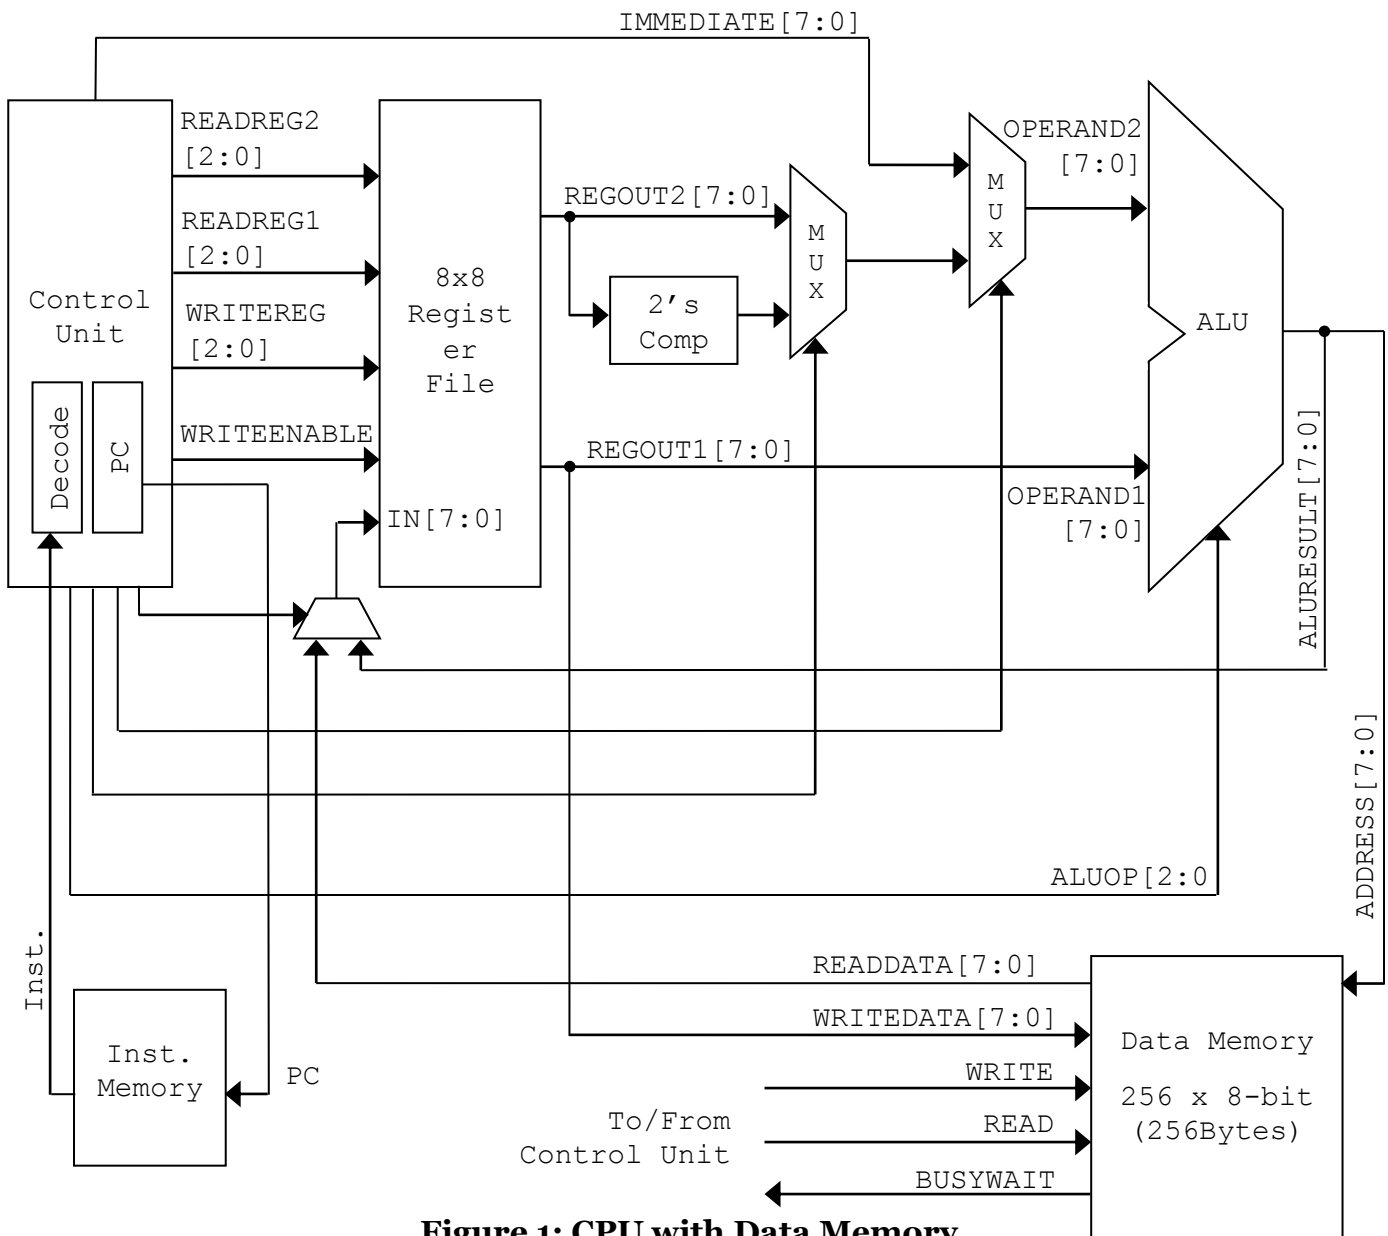 IMMEDIATE[7:0]
READREG2
[2:0]
READREG1
[2:0]
WRITEREG
[2:0]
WRITEENABLE
Control
Unit
Decode
PC
8x8
Regist
er
File
IN[7:0]
REGOUT2[7:0]
2's
Comp
M
U
X
M
U
X
OPERAND2
[7:0]
ALU
REGOUT1[7:0]
OPERAND1
[7:0]
ALURESULT[7:0]
ADDRESS[7:0]
ALUOP[2:0
Inst.
Inst.
Memory
PC
READDATA[7:0]
WRITEDATA[7:0]
WRITE
READ
BUSYWAIT
To/From
Control Unit
Data Memory
256 x 8-bit
(256Bytes)
Figure 1: CPU with Data Memory